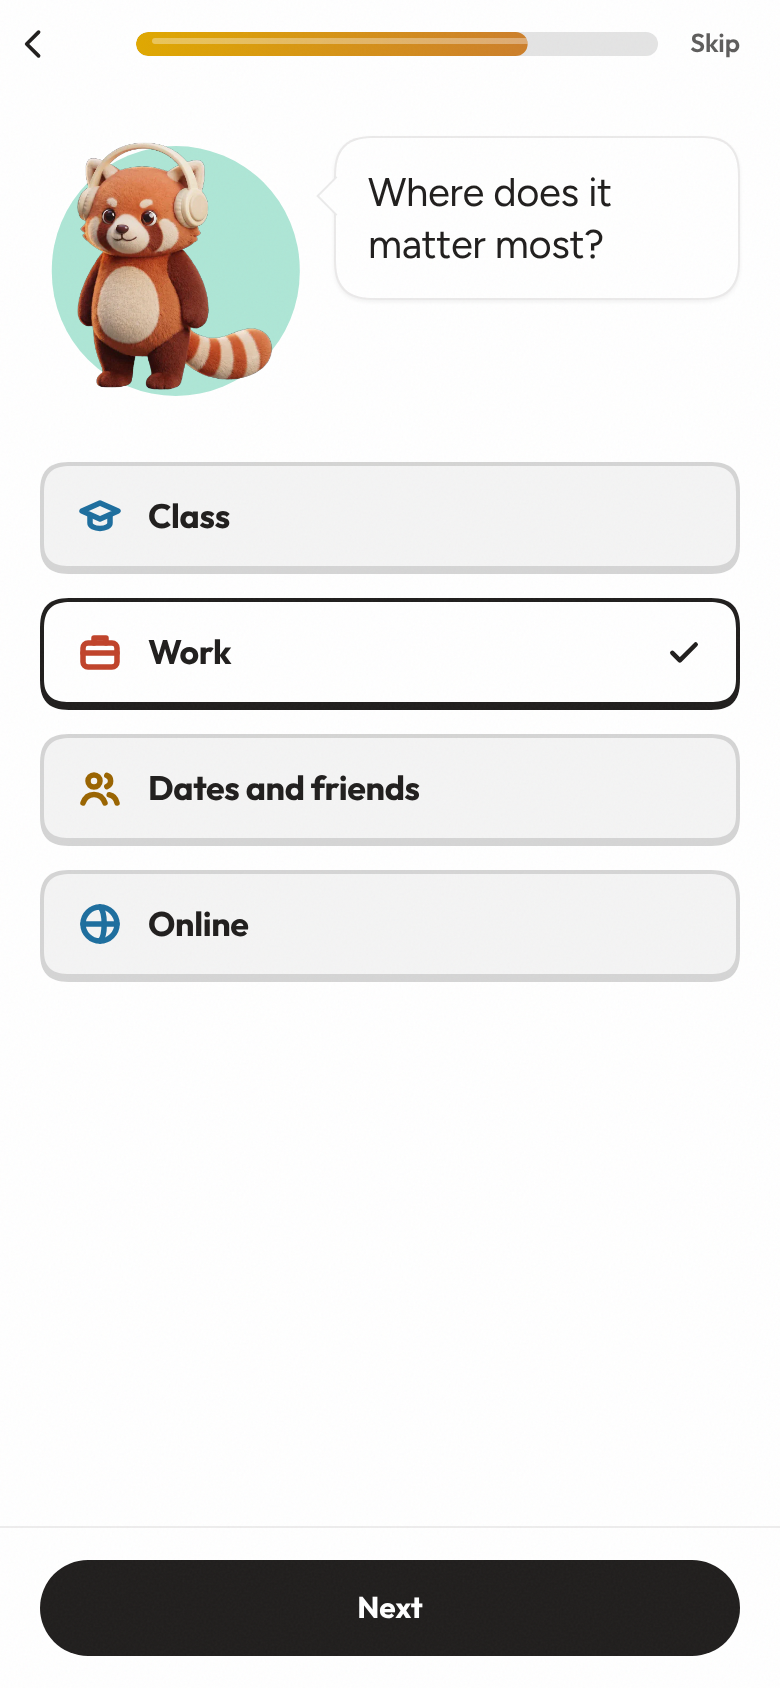 Skip
Where does it
matter most?
Class
Work
Dates and friends
Online
Next